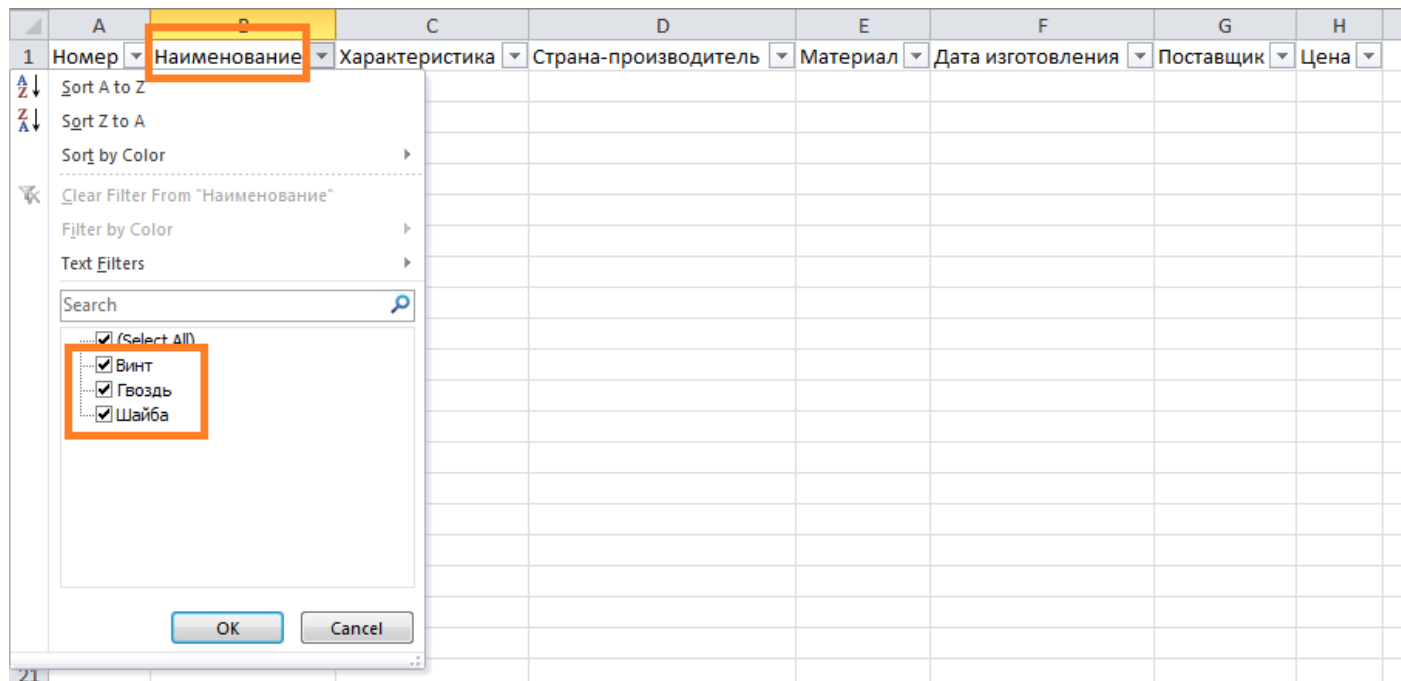 A B C D E F G H
1 Номер Наименование Характеристика Страна-производитель Материал Дата изготовления Поставщик Цена
Sort A to Z
Sort Z to A
Sort by Color
Clear Filter From "Наименование"
Filter by Color
Text Filters
Search
(Select All)
Винт
Гвоздь
Шайба
OK Cancel
21